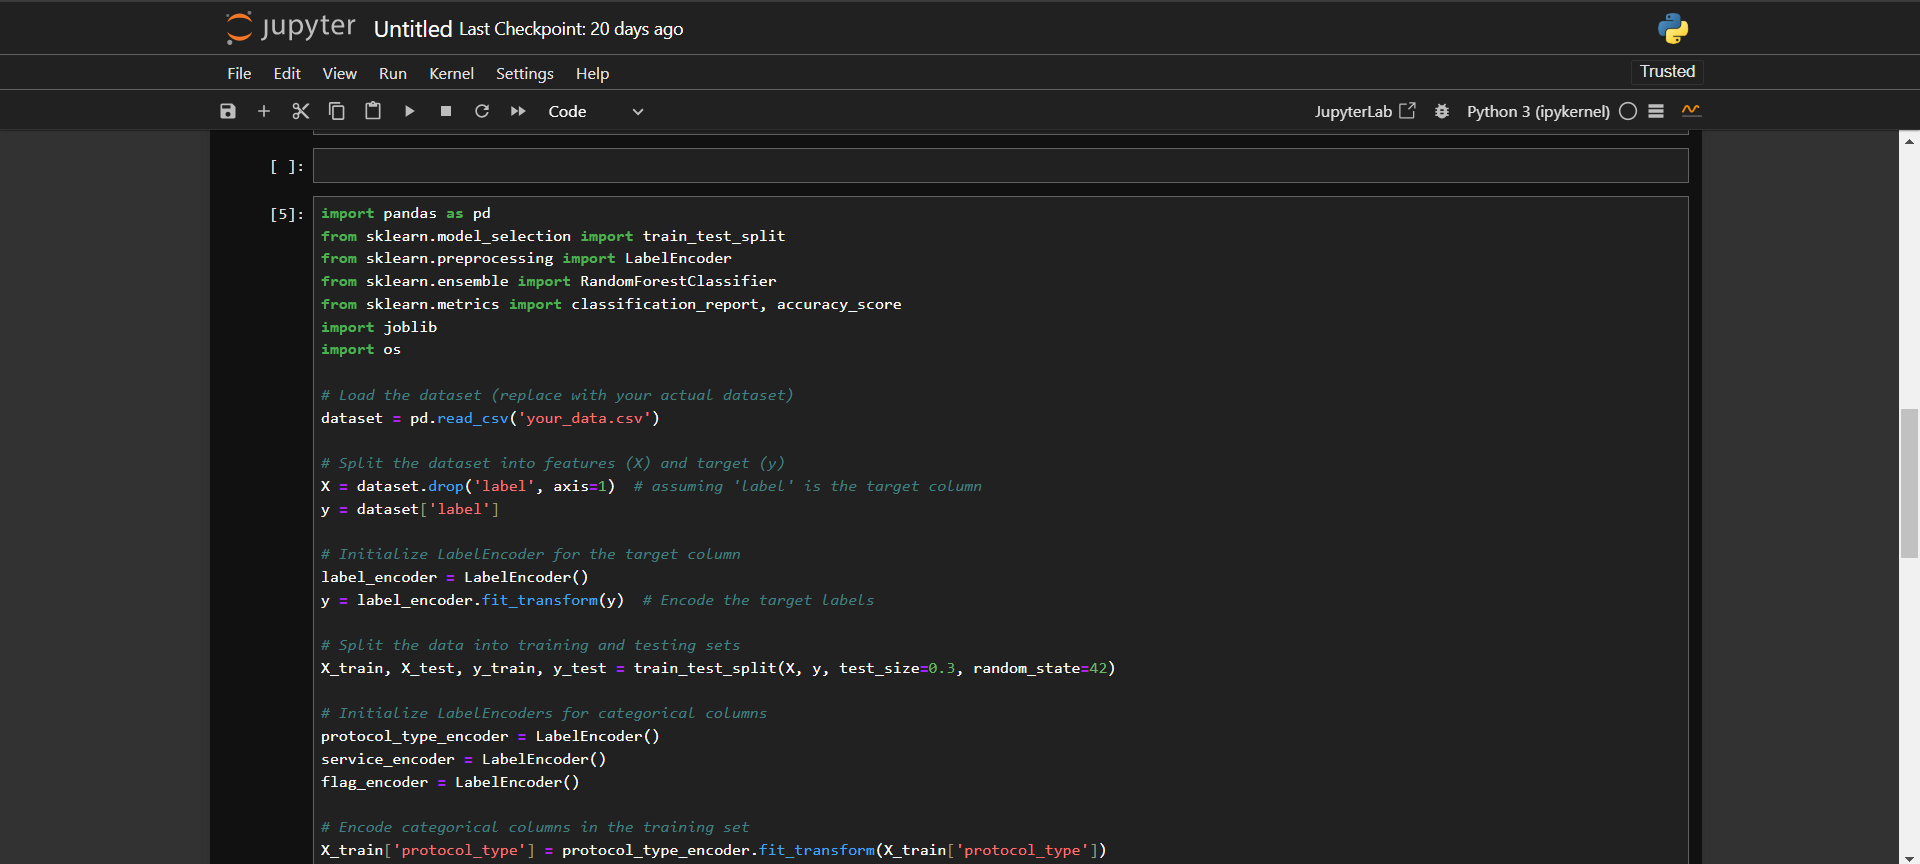 jupyter Untitled Last Checkpoint: 20 days ago
File Edit View Run Kernel Settings Help Trusted
Code JupyterLab Python 3 (ipykernel)
[ ]:
[5]: import pandas as pd
from sklearn.model_selection import train_test_split
from sklearn.preprocessing import LabelEncoder
from sklearn.ensemble import RandomForestClassifier
from sklearn.metrics import classification_report, accuracy_score
import joblib
import os
# Load the dataset (replace with your actual dataset)
dataset = pd.read_csv('your_data.csv')
# Split the dataset into features (X) and target (y)
X = dataset.drop('label', axis=1)  # assuming 'label' is the target column
y = dataset['label']
# Initialize LabelEncoder for the target column
label_encoder = LabelEncoder()
y = label_encoder.fit_transform(y)  # Encode the target labels
# Split the data into training and testing sets
X_train, X_test, y_train, y_test = train_test_split(X, y, test_size=0.3, random_state=42)
# Initialize LabelEncoders for categorical columns
protocol_type_encoder = LabelEncoder()
service_encoder = LabelEncoder()
flag_encoder = LabelEncoder()
# Encode categorical columns in the training set
X_train['protocol_type'] = protocol_type_encoder.fit_transform(X_train['protocol_type'])